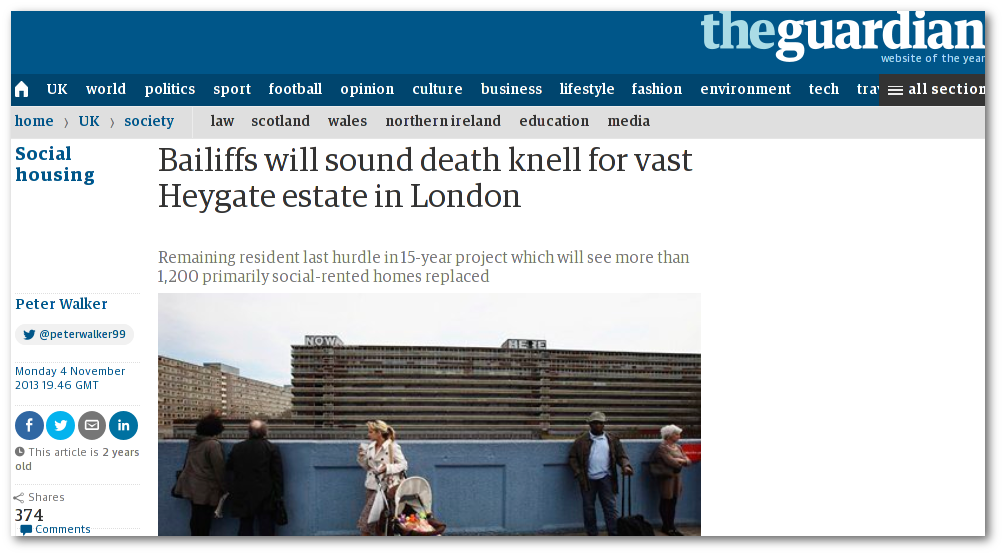 theguardian
website of the year
UK world politics sport football opinion culture business lifestyle fashion environment tech all section
home › UK › society law scotland wales northern ireland education media
Social
housing
Bailiffs will sound death knell for vast
Heygate estate in London
Remaining resident last hurdle in 15-year project which will see more than
1,200 primarily social-rented homes replaced
Peter Walker
@peterwalker99
Monday 4 November
2013 19.46 GMT
This article is 2 years
old
Shares
374
Comments
NOW HERE